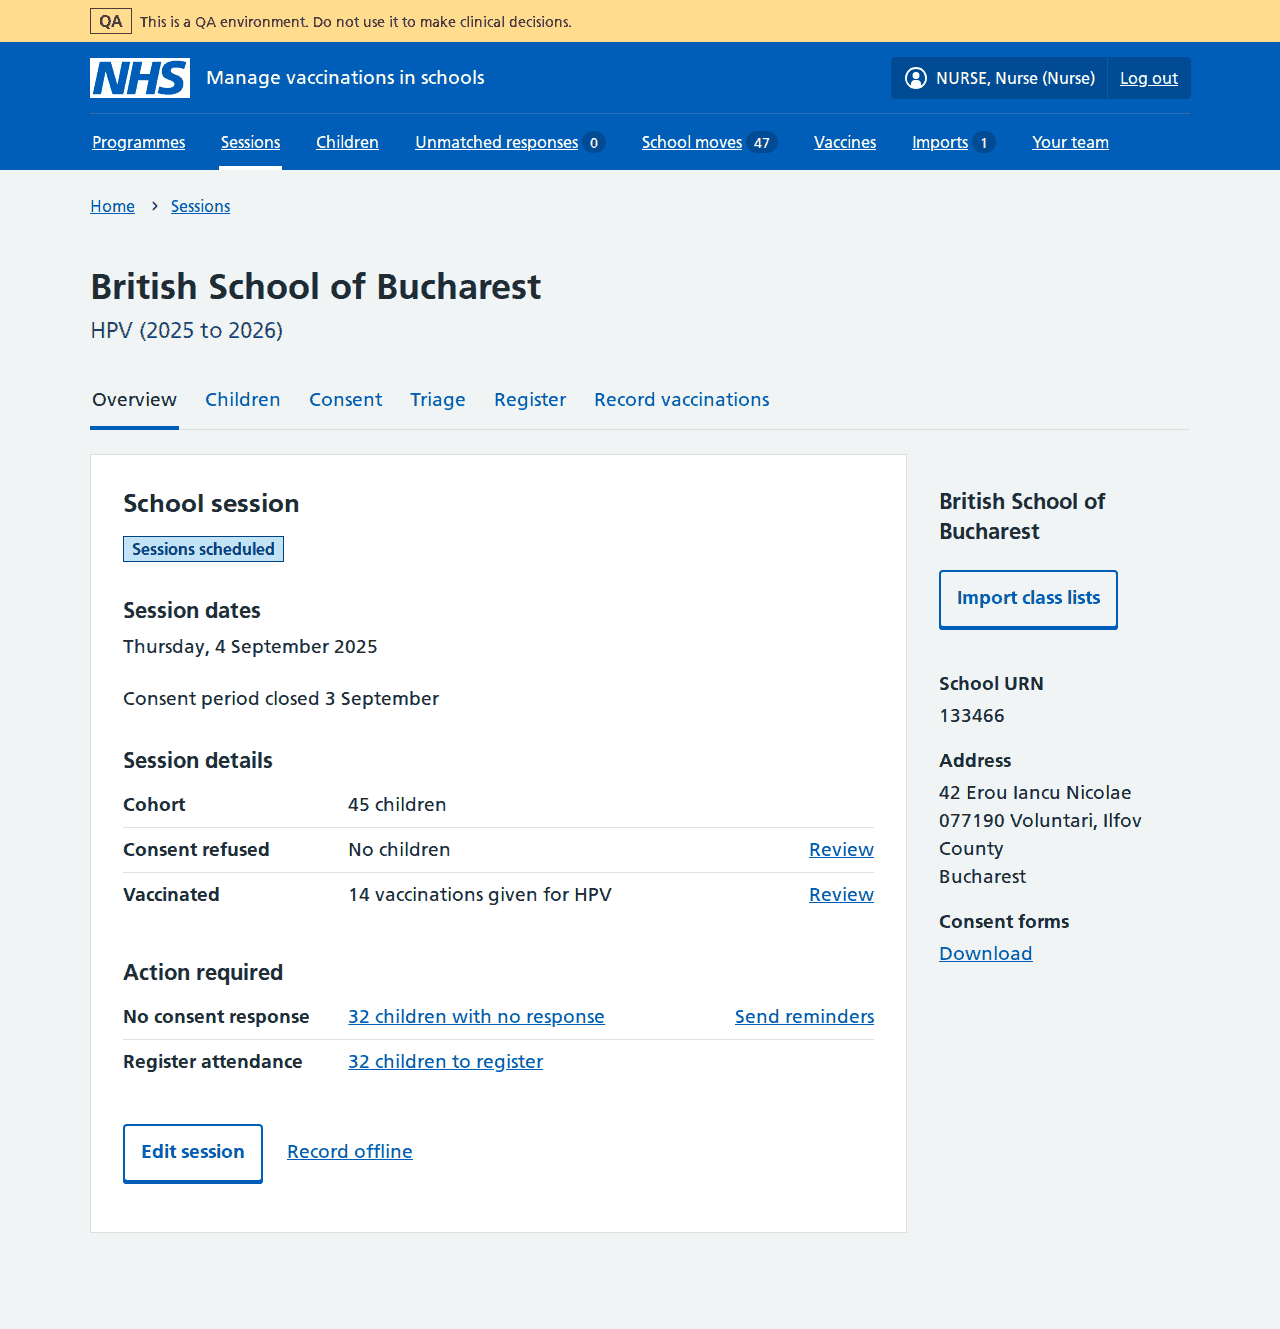 QA This is a QA environment. Do not use it to make clinical decisions.
NHS Manage vaccinations in schools NURSE, Nurse (Nurse) Log out
Programmes Sessions Children Unmatched responses 0 School moves 47 Vaccines Imports 1 Your team
Home > Sessions
British School of Bucharest
HPV (2025 to 2026)
Overview Children Consent Triage Register Record vaccinations
School session
Sessions scheduled
Session dates
Thursday, 4 September 2025
Consent period closed 3 September
Session details
Cohort 45 children
Consent refused No children Review
Vaccinated 14 vaccinations given for HPV Review
Action required
No consent response 32 children with no response Send reminders
Register attendance 32 children to register
Edit session Record offline
British School of
Bucharest
Import class lists
School URN
133466
Address
42 Erou Iancu Nicolae
077190 Voluntari, Ilfov
County
Bucharest
Consent forms
Download